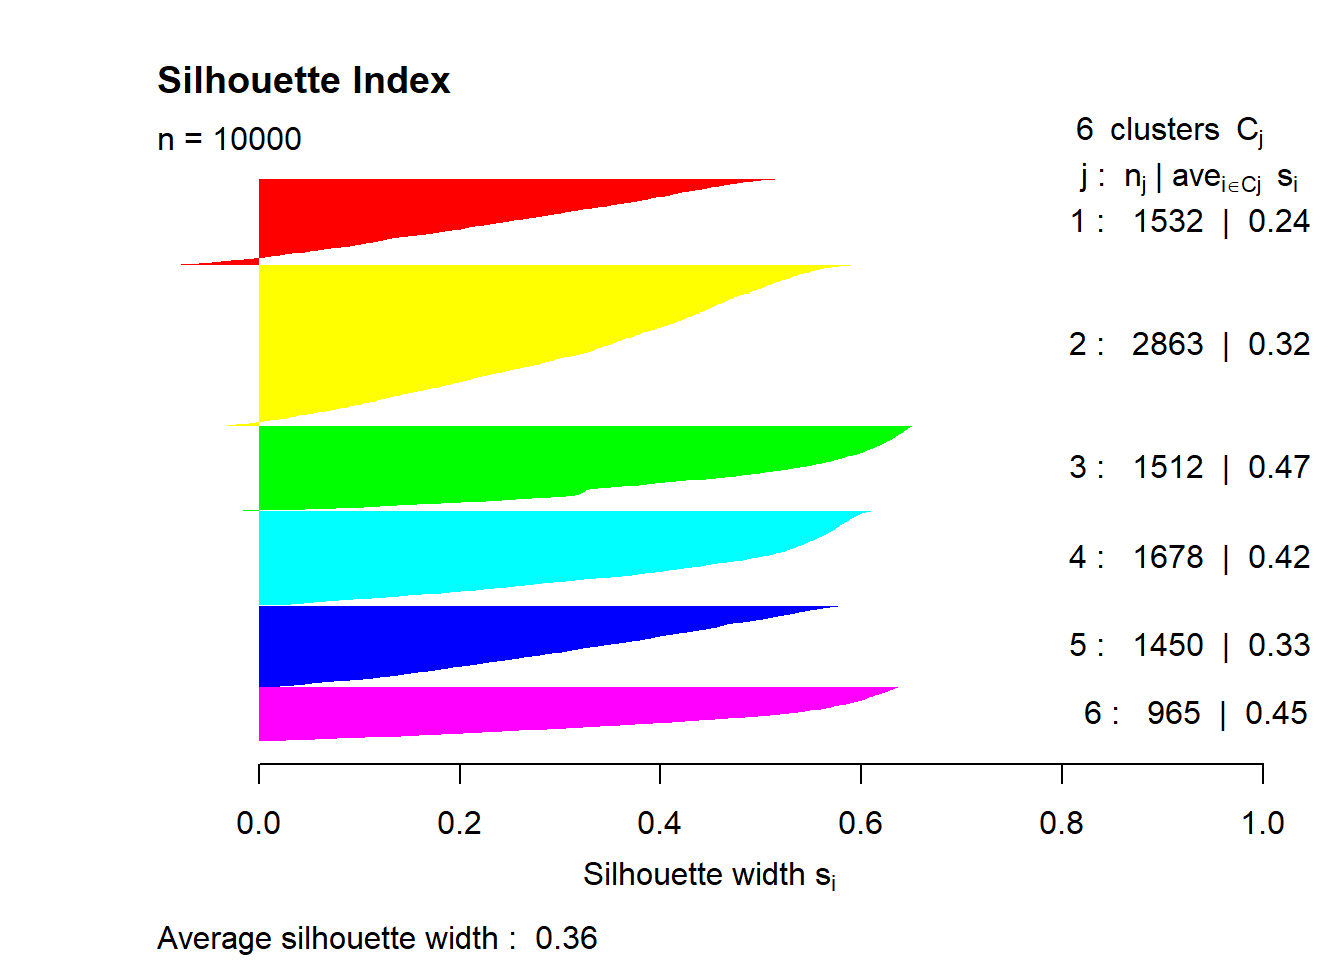 Silhouette Index
n = 10000
6 clusters Cj
j : nj | avei∈Cj si
1 : 1532 | 0.24
2 : 2863 | 0.32
3 : 1512 | 0.47
4 : 1678 | 0.42
5 : 1450 | 0.33
6 : 965 | 0.45
0.0 0.2 0.4 0.6 0.8 1.0
Silhouette width si
Average silhouette width : 0.36